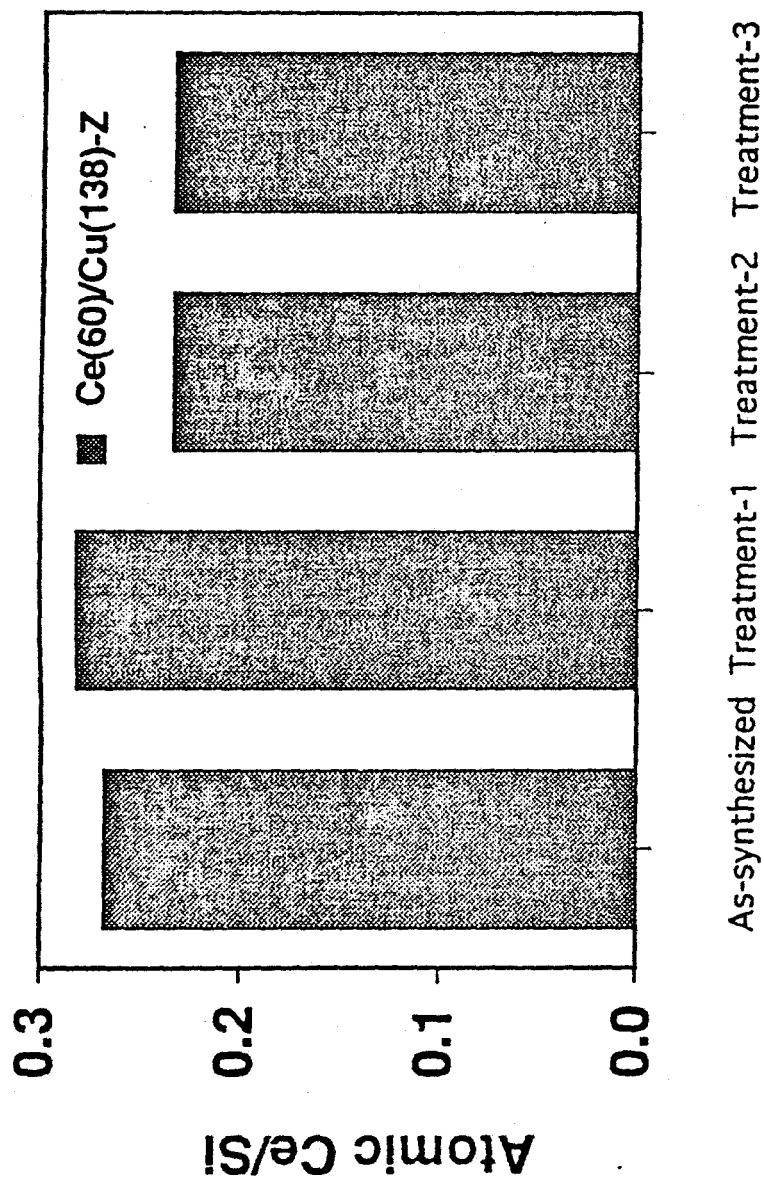 Atomic Ce/Si
0.3
0.2
0.1
0.0
Ce(60)/Cu(138)-Z
As-synthesized Treatment-1 Treatment-2 Treatment-3